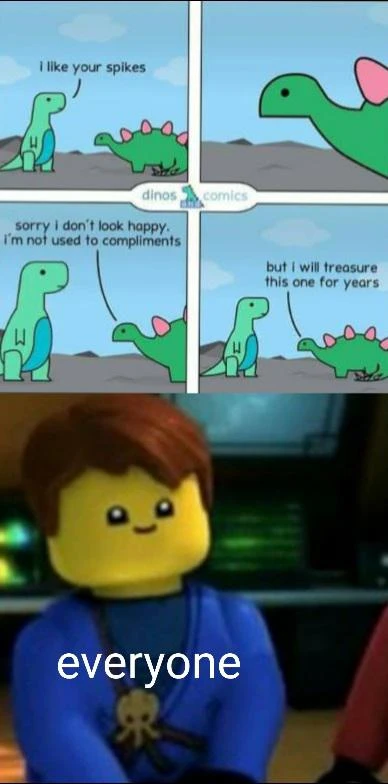 i like your spikes
dinos comics
sorry i don't look happy.
i'm not used to compliments
but i will treasure
this one for years
everyone